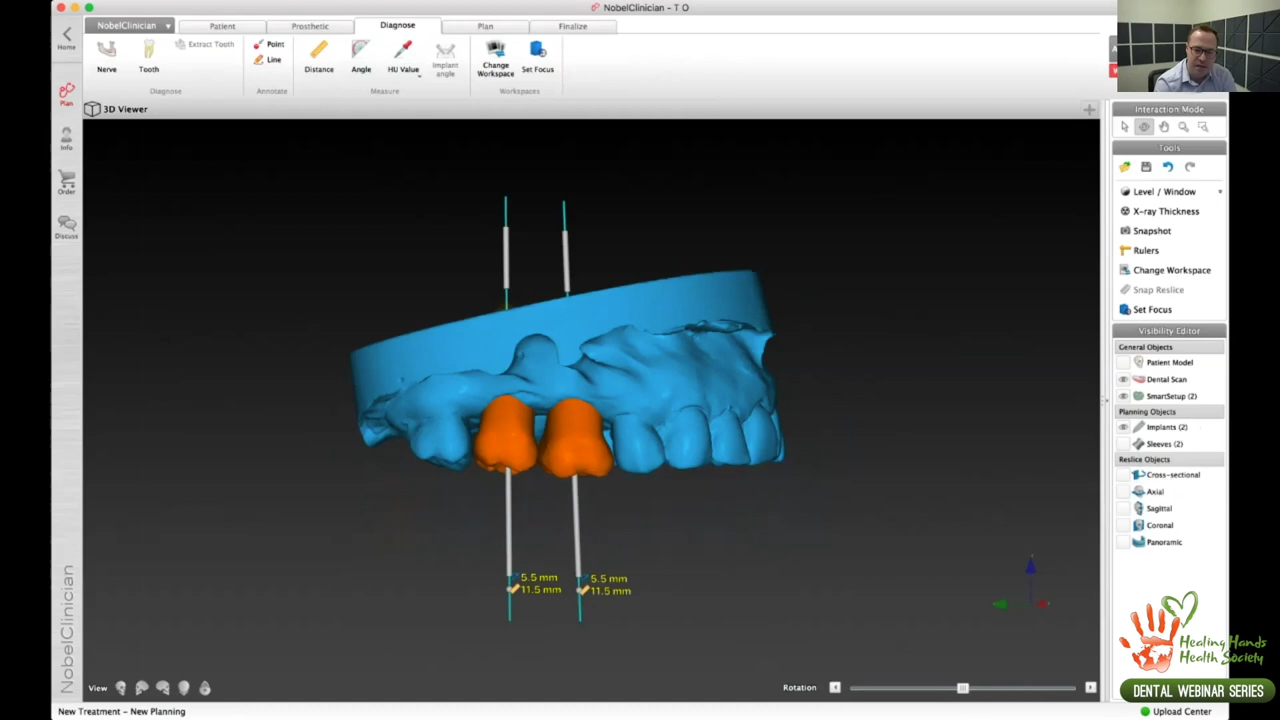 NobelClinician - T O
NobelClinician
Patient
Prosthetic
Diagnose
Plan
Finalize
Home
Plan
Info
Order
Discuss
NobelClinician
Nerve
Tooth
Extract Tooth
Diagnose
Point
Line
Annotate
Distance
Angle
HU Value
Implant
angle
Measure
Change
Workspace
Set Focus
Workspaces
3D Viewer
5.5 mm
11.5 mm
5.5 mm
11.5 mm
View
Rotation
New Treatment - New Planning
Interaction Mode
Tools
Level / Window
X-ray Thickness
Snapshot
Rulers
Change Workspace
Snap Reslice
Set Focus
Visibility Editor
General Objects
Patient Model
Dental Scan
SmartSetup (2)
Planning Objects
Implants (2)
Sleeves (2)
Reslice Objects
Cross-sectional
Axial
Sagittal
Coronal
Panoramic
Healing Hands
Health Society
DENTAL WEBINAR SERIES
Upload Center